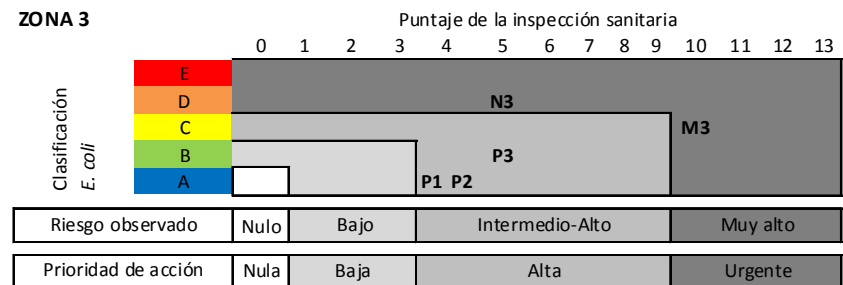 ZONA 3
Puntaje de la inspección sanitaria
0 1 2 3 4 5 6 7 8 9 10 11 12 13
Clasificación
E. coli
E
D N3
C M3
B P3
A P1 P2
Riesgo observado Nulo Bajo Intermedio-Alto Muy alto
Prioridad de acción Nula Baja Alta Urgente